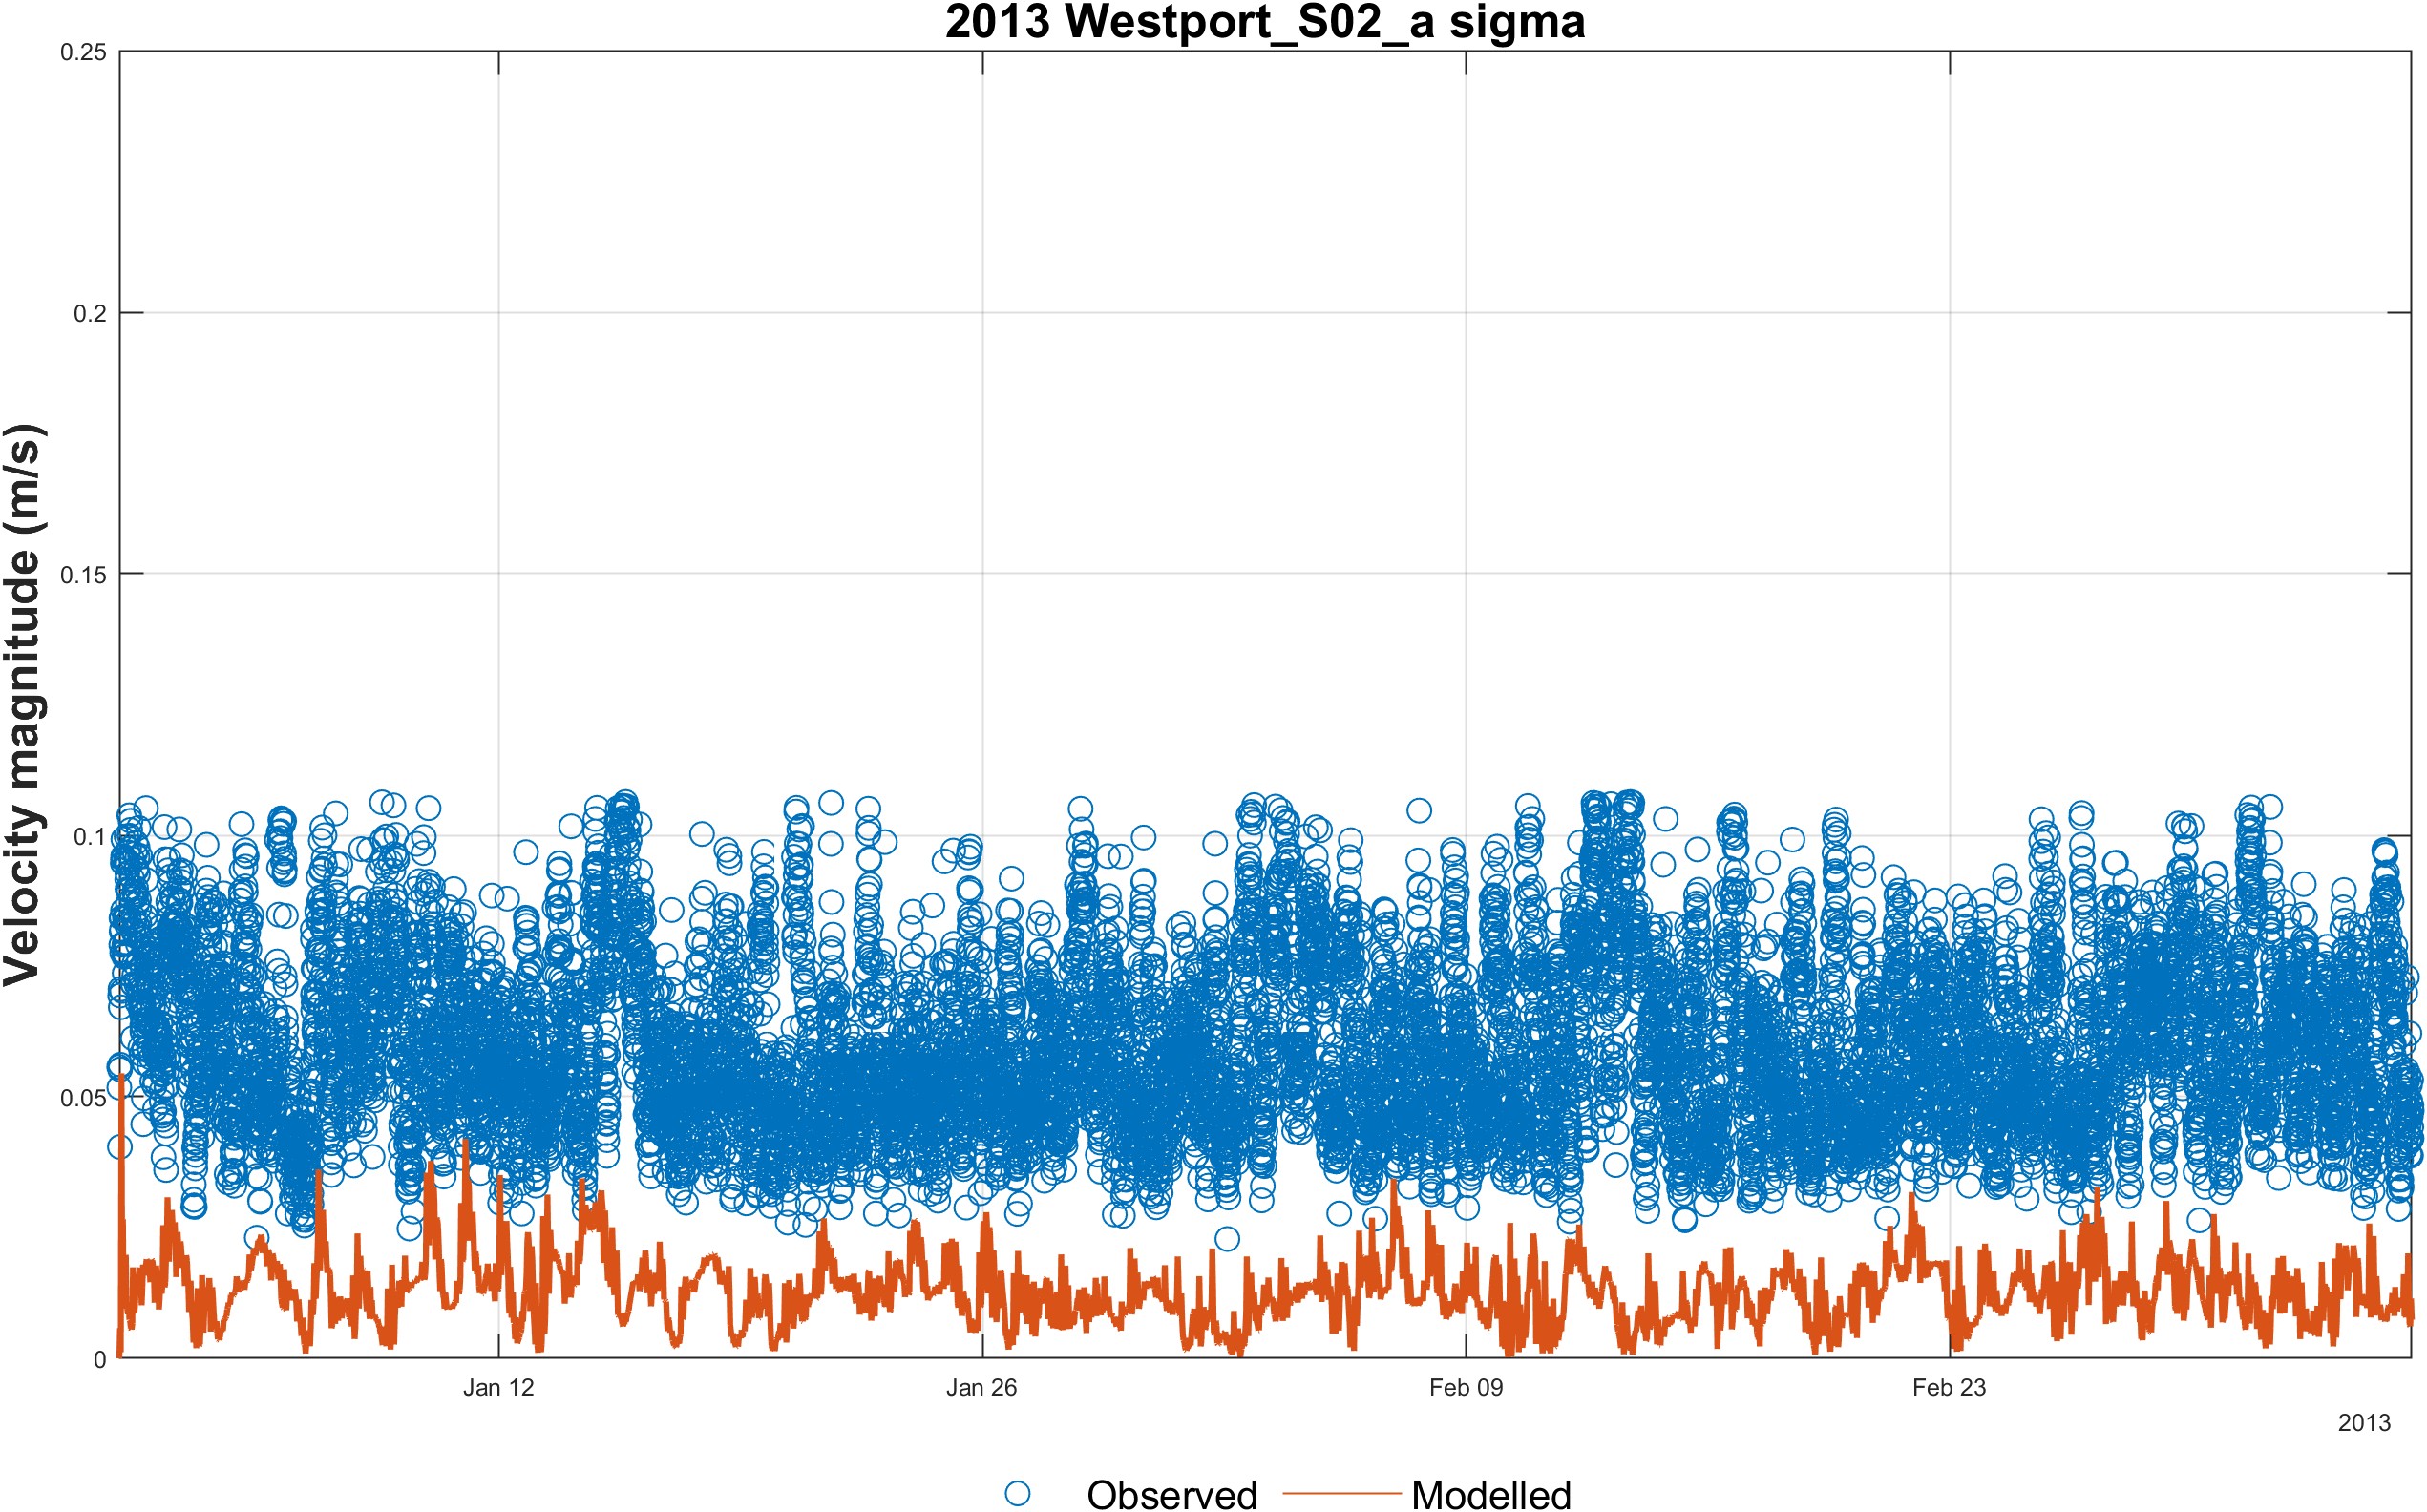 2013 Westport_S02_a sigma
Velocity magnitude (m/s)
0.25
0.2
0.15
0.1
0.05
0
Jan 12
Jan 26
Feb 09
Feb 23
2013
Observed
Modelled